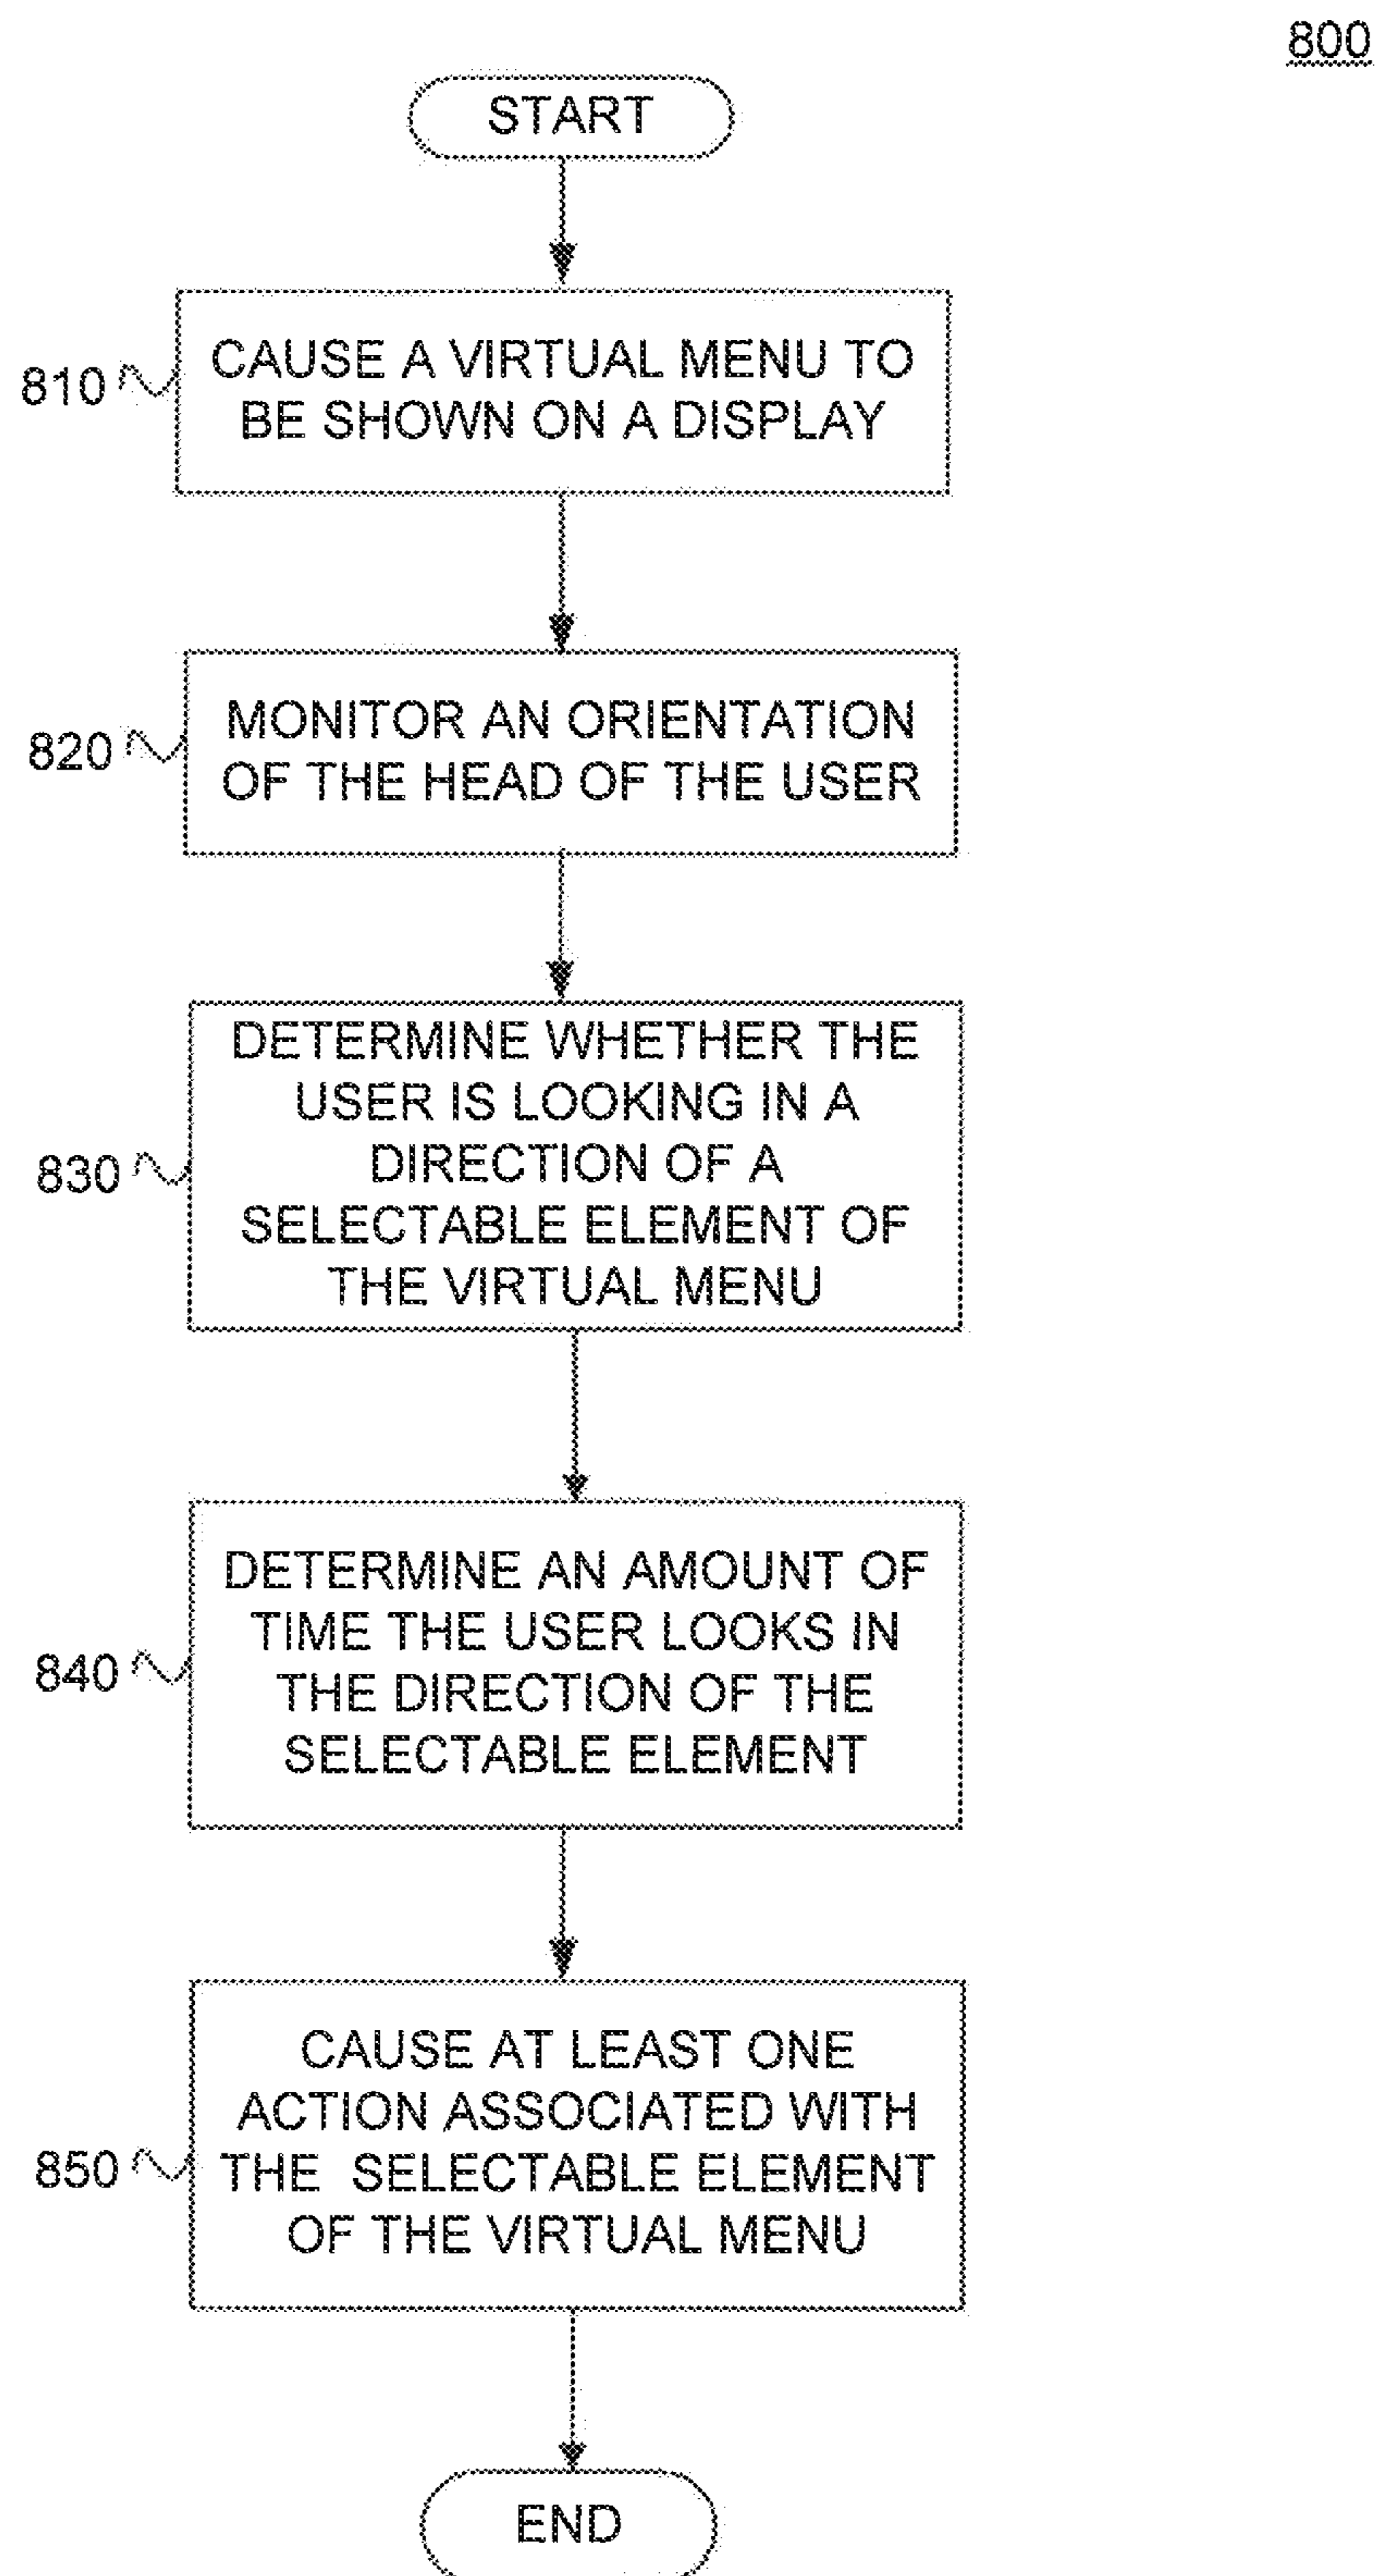 800
START
810
CAUSE A VIRTUAL MENU TO
BE SHOWN ON A DISPLAY
820
MONITOR AN ORIENTATION
OF THE HEAD OF THE USER
830
DETERMINE WHETHER THE
USER IS LOOKING IN A
DIRECTION OF A
SELECTABLE ELEMENT OF
THE VIRTUAL MENU
840
DETERMINE AN AMOUNT OF
TIME THE USER LOOKS IN
THE DIRECTION OF THE
SELECTABLE ELEMENT
850
CAUSE AT LEAST ONE
ACTION ASSOCIATED WITH
THE SELECTABLE ELEMENT
OF THE VIRTUAL MENU
END